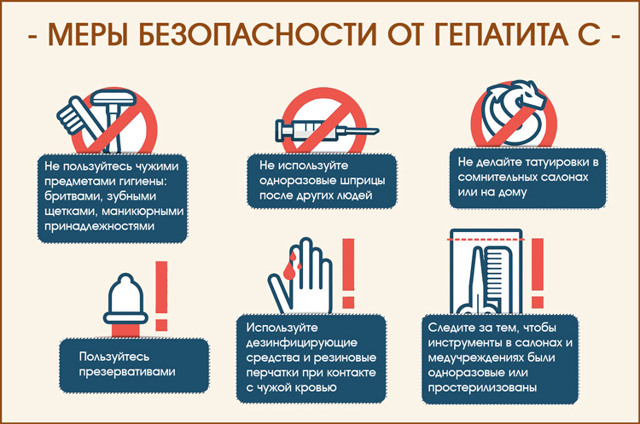 - МЕРЫ БЕЗОПАСНОСТИ ОТ ГЕПАТИТА С -
Не пользуйтесь чужими
предметами гигиены:
бритвами, зубными
щетками, маникюрными
принадлежностями
Не используйте
одноразовые шприцы
после других людей
Не делайте татуировки в
сомнительных салонах
или на дому
Пользуйтесь
презервативами
Используйте
дезинфицирующие
средства и резиновые
перчатки при контакте
с чужой кровью
Следите за тем, чтобы
инструменты в салонах и
медучреждениях были
одноразовые или
простерилизованы